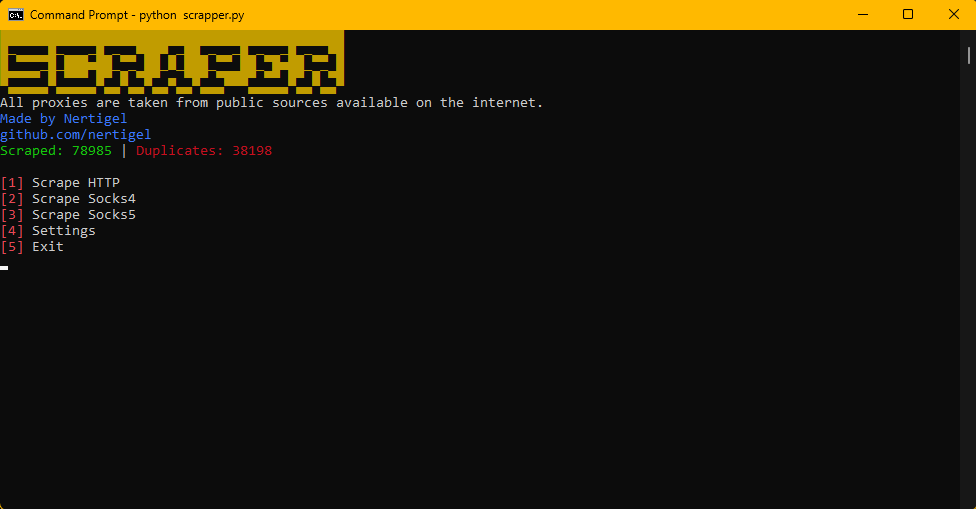 Command Prompt - python  scrapper.py
SCRAPER
All proxies are taken from public sources available on the internet.
Made by Nertigel
github.com/nertigel
Scraped: 78985 | Duplicates: 38198
[1] Scrape HTTP
[2] Scrape Socks4
[3] Scrape Socks5
[4] Settings
[5] Exit